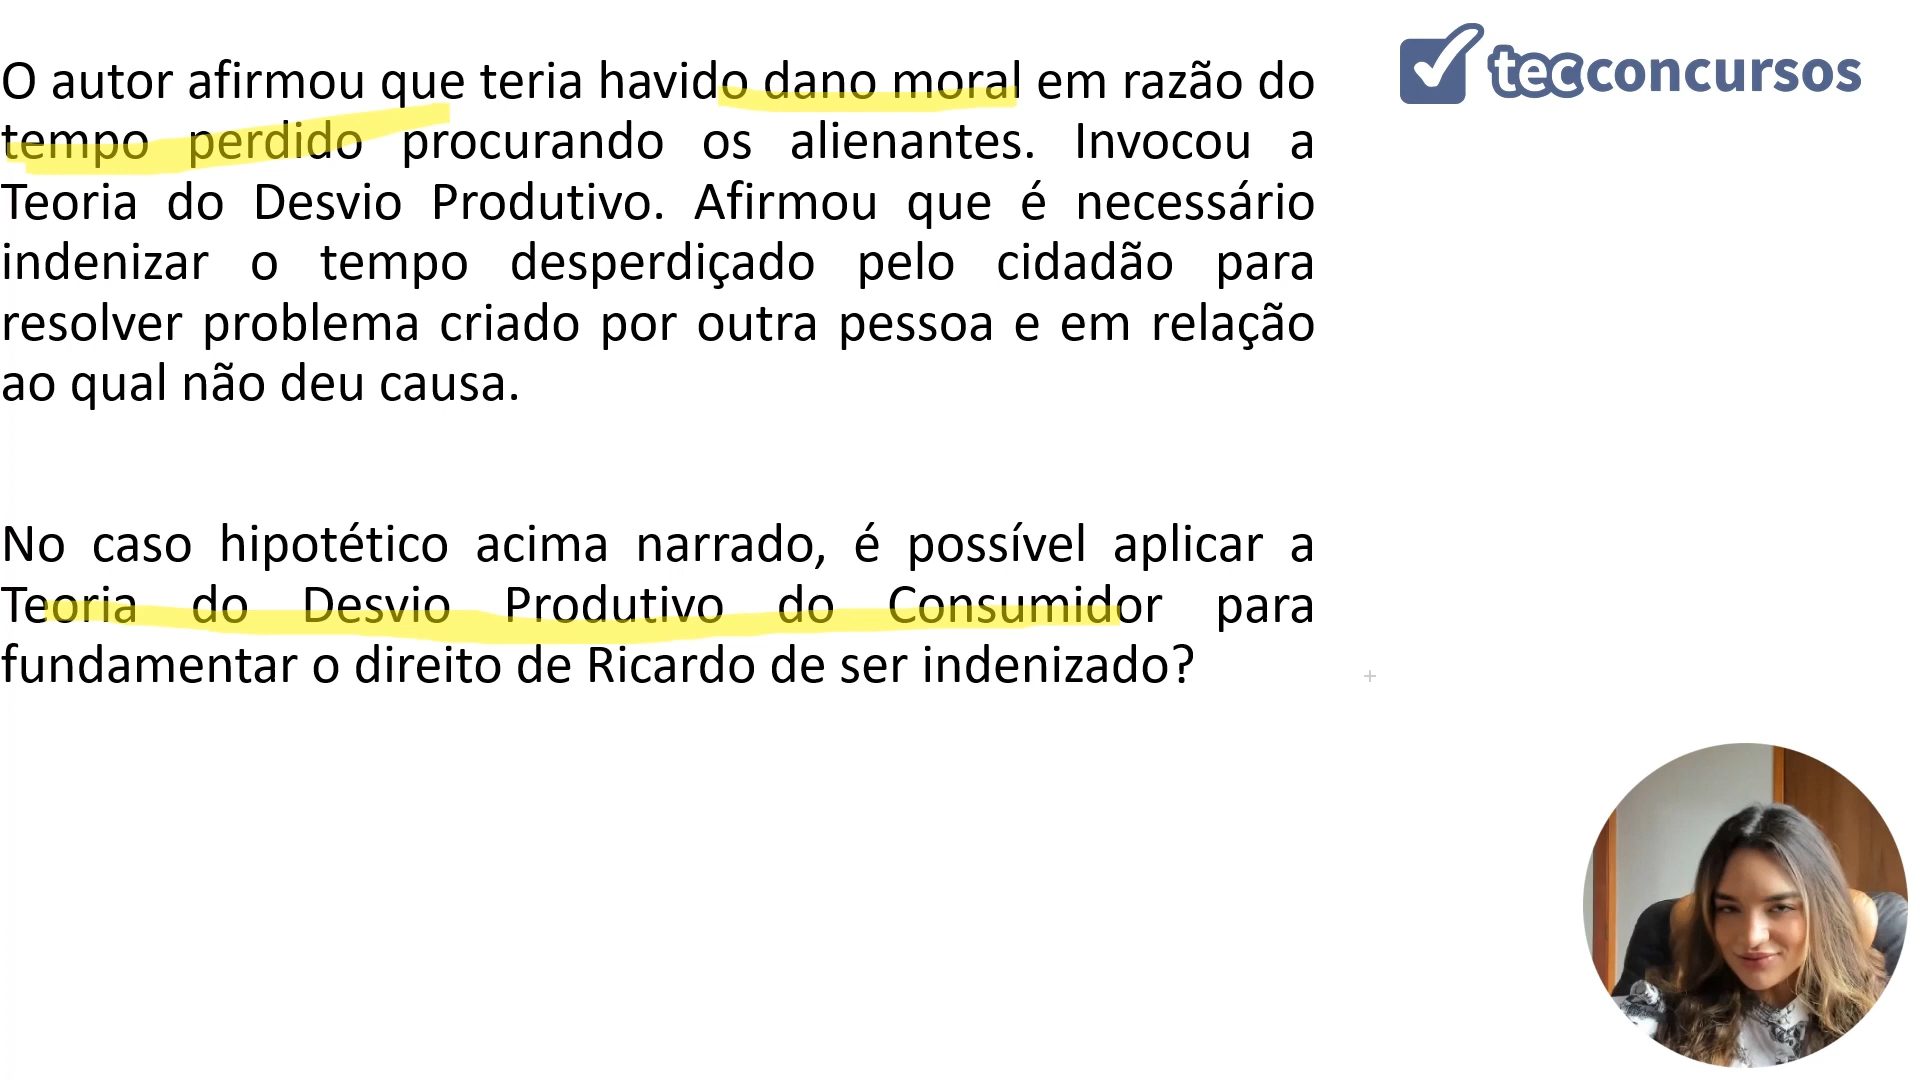 tecconcursos
O autor afirmou que teria havido dano moral em razão do
tempo perdido procurando os alienantes. Invocou a
Teoria do Desvio Produtivo. Afirmou que é necessário
indenizar o tempo desperdiçado pelo cidadão para
resolver problema criado por outra pessoa e em relação
ao qual não deu causa.
No caso hipotético acima narrado, é possível aplicar a
Teoria do Desvio Produtivo do Consumidor para
fundamentar o direito de Ricardo de ser indenizado?